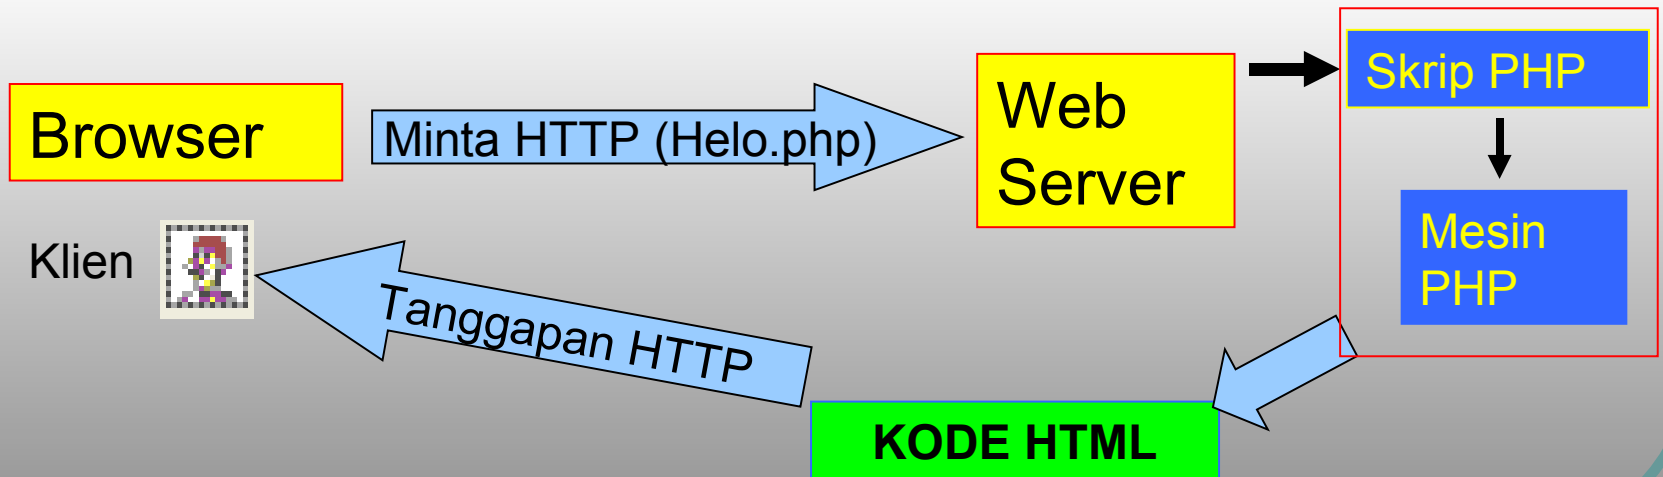 Browser
Minta HTTP (Helo.php)
Web
Server
Skrip PHP
Mesin
PHP
Klien
Tanggapan HTTP
KODE HTML